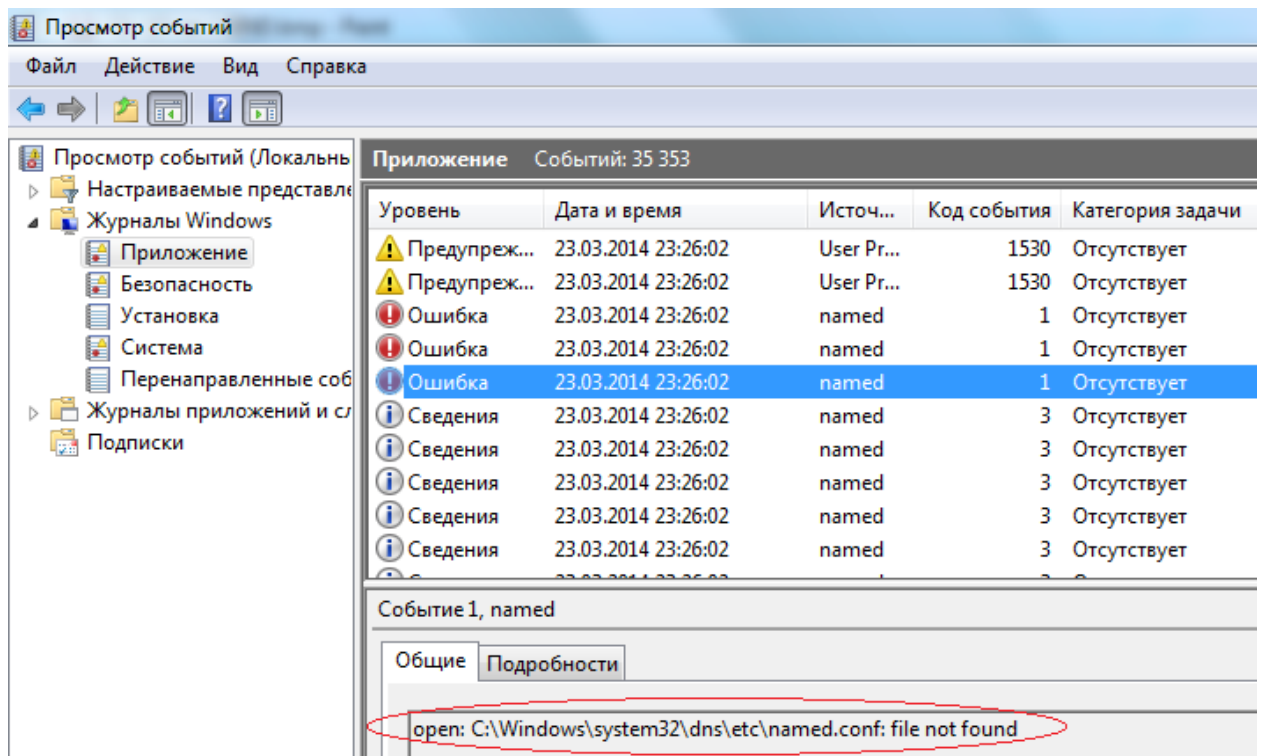 Просмотр событий
Файл Действие Вид Справка
Просмотр событий (Локальнь
Настраиваемые представле
Журналы Windows
Приложение
Безопасность
Установка
Система
Перенаправленные соб
Журналы приложений и сл
Подписки
Приложение Событий: 35 353
Уровень Дата и время Источ... Код события Категория задачи
Предупреж... 23.03.2014 23:26:02 User Pr... 1530 Отсутствует
Предупреж... 23.03.2014 23:26:02 User Pr... 1530 Отсутствует
Ошибка 23.03.2014 23:26:02 named 1 Отсутствует
Ошибка 23.03.2014 23:26:02 named 1 Отсутствует
Ошибка 23.03.2014 23:26:02 named 1 Отсутствует
Сведения 23.03.2014 23:26:02 named 3 Отсутствует
Сведения 23.03.2014 23:26:02 named 3 Отсутствует
Сведения 23.03.2014 23:26:02 named 3 Отсутствует
Сведения 23.03.2014 23:26:02 named 3 Отсутствует
Сведения 23.03.2014 23:26:02 named 3 Отсутствует
Событие 1, named
Общие Подробности
open: C:\Windows\system32\dns\etc\named.conf: file not found